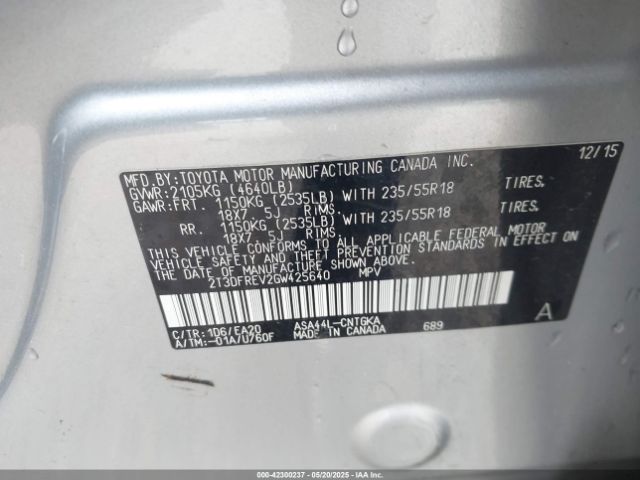 MFD.BY:TOYOTA MOTOR MANUFACTURING CANADA INC. 12/15
GVWR:2105KG (4640LB)
GAWR:FRT. 1150KG (2535LB) WITH 235/55R18 TIRES,
18X7. 5J RIMS,
RR. 1150KG (2535LB) WITH 235/55R18 TIRES,
18X7. 5J RIMS,
THIS VEHICLE CONFORMS TO ALL APPLICABLE FEDERAL MOTOR
VEHICLE SAFETY AND THEFT PREVENTION STANDARDS IN EFFECT ON
THE DATE OF MANUFACTURE SHOWN ABOVE.
2T3DFREV2GW425640 MPV
A
C/TR:1D6/EA20 ASA44L-CNTGKA 689
A/TM:-01A/U760F MADE IN CANADA
000-42300237 - 05/20/2025 - IAAI.CA